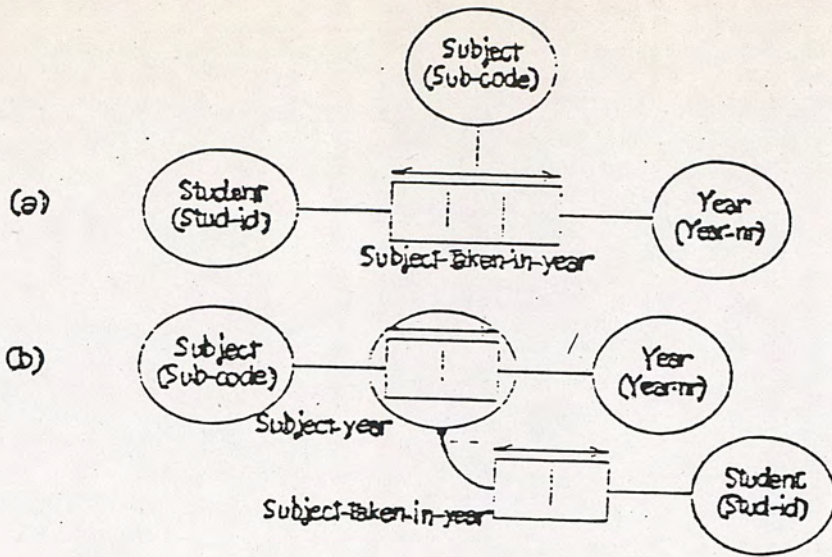 Subject
(Sub-code)
(a)
Student
(Stud-id)
Year
(Year-nr)
Subject-taken-in-year
(b)
Subject
(Sub-code)
Year
(Year-nr)
Subject-year
Student
(Stud-id)
Subject-taken-in-year